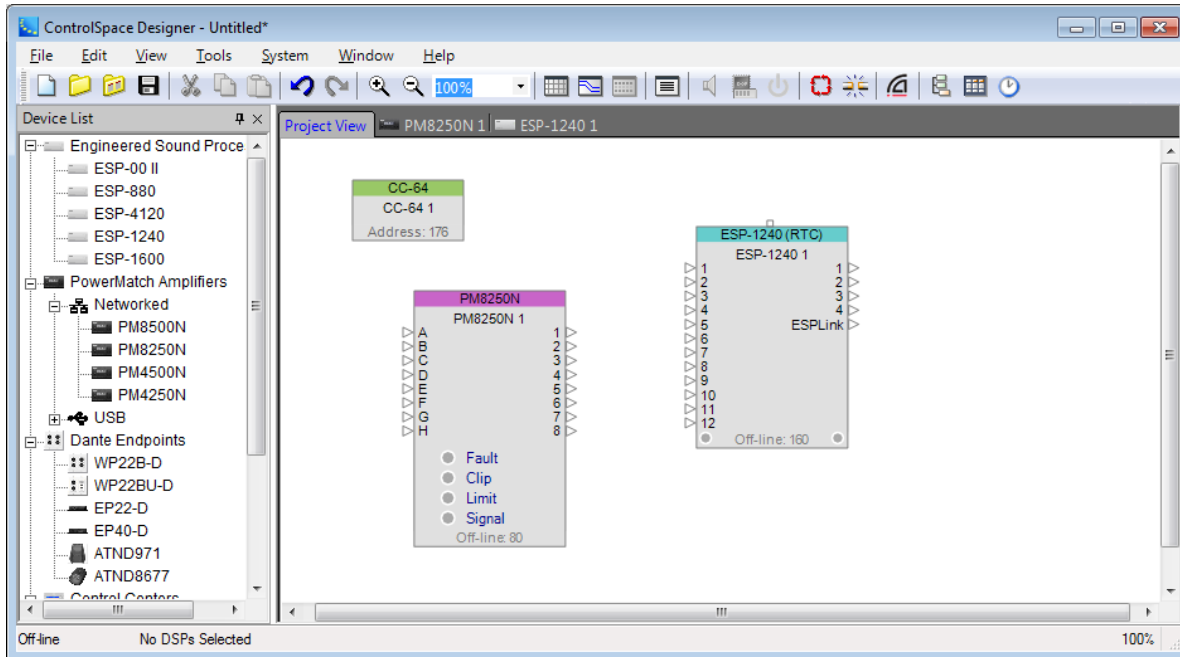 ControlSpace Designer - Untitled*
File Edit View Tools System Window Help
100%
Device List
Project View PM8250N 1 ESP-1240 1
Engineered Sound Proce
ESP-00 II
ESP-880
ESP-4120
ESP-1240
ESP-1600
PowerMatch Amplifiers
Networked
PM8500N
PM8250N
PM4500N
PM4250N
USB
Dante Endpoints
WP22B-D
WP22BU-D
EP22-D
EP40-D
ATND971
ATND8677
Control Centers
CC-64
CC-64 1
Address: 176
PM8250N
PM8250N 1
A 1
B 2
C 3
D 4
E 5
F 6
G 7
H 8
Fault
Clip
Limit
Signal
Off-line: 80
ESP-1240 (RTC)
ESP-1240 1
1 1
2 2
3 3
4 4
5 ESPLink
6
7
8
9
10
11
12
Off-line: 160
Off-line No DSPs Selected 100%